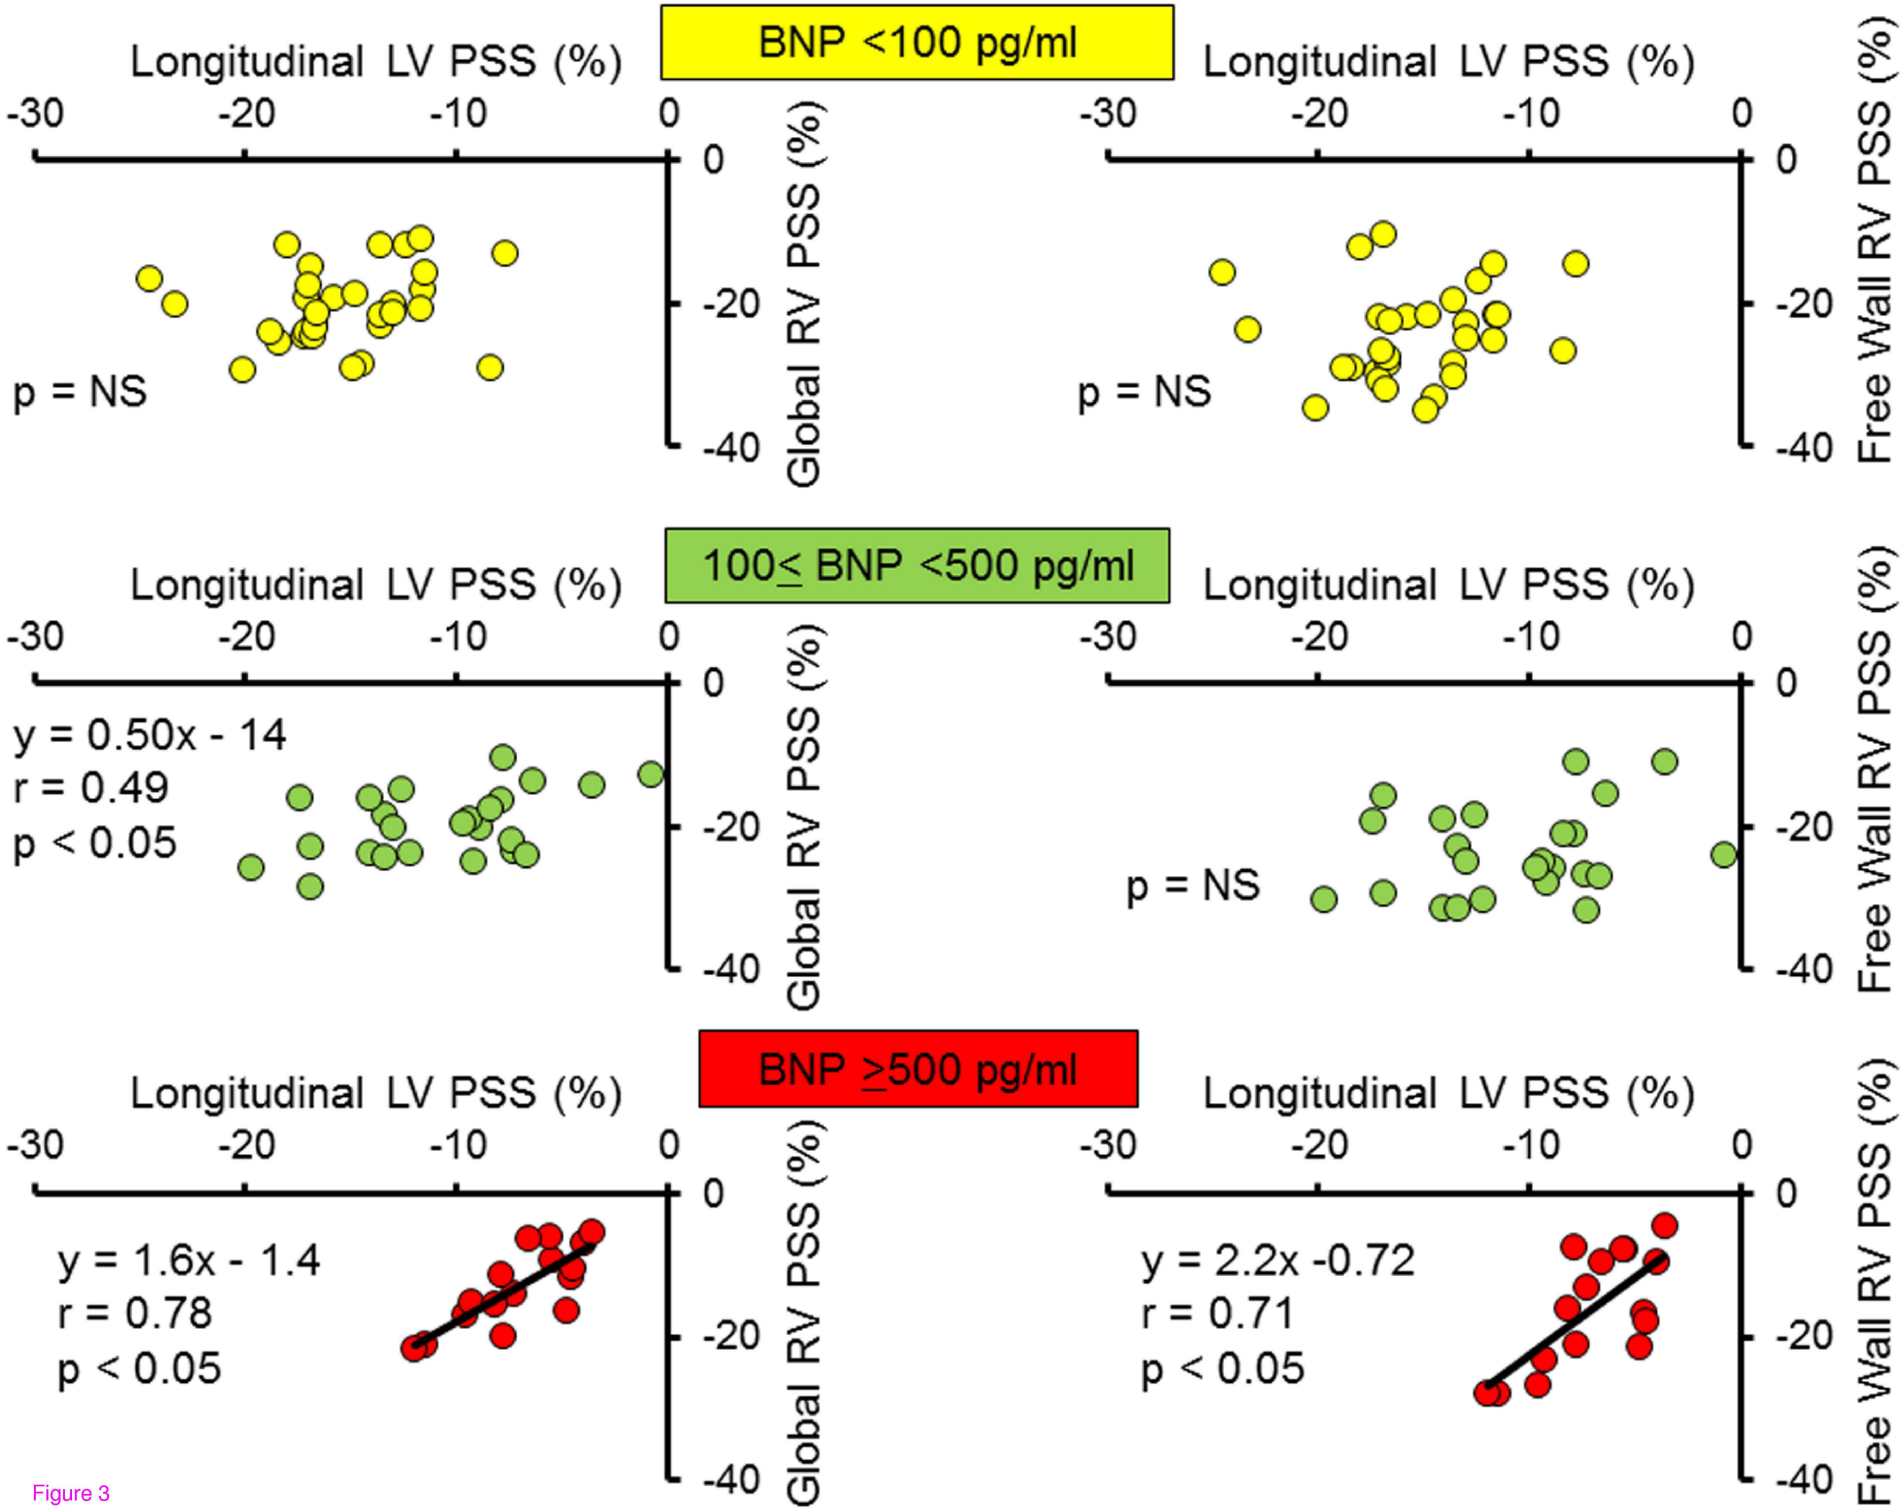 BNP <100 pg/ml
Longitudinal LV PSS (%)
-30 -20 -10 0
0
-20
-40
Global RV PSS (%)
p = NS
Longitudinal LV PSS (%)
-30 -20 -10 0
0
-20
-40
Free Wall RV PSS (%)
p = NS
100≤ BNP <500 pg/ml
Longitudinal LV PSS (%)
-30 -20 -10 0
0
-20
-40
Global RV PSS (%)
y = 0.50x - 14
r = 0.49
p < 0.05
Longitudinal LV PSS (%)
-30 -20 -10 0
0
-20
-40
Free Wall RV PSS (%)
p = NS
BNP ≥500 pg/ml
Longitudinal LV PSS (%)
-30 -20 -10 0
0
-20
-40
Global RV PSS (%)
y = 1.6x - 1.4
r = 0.78
p < 0.05
Longitudinal LV PSS (%)
-30 -20 -10 0
0
-20
-40
Free Wall RV PSS (%)
y = 2.2x -0.72
r = 0.71
p < 0.05
Figure 3